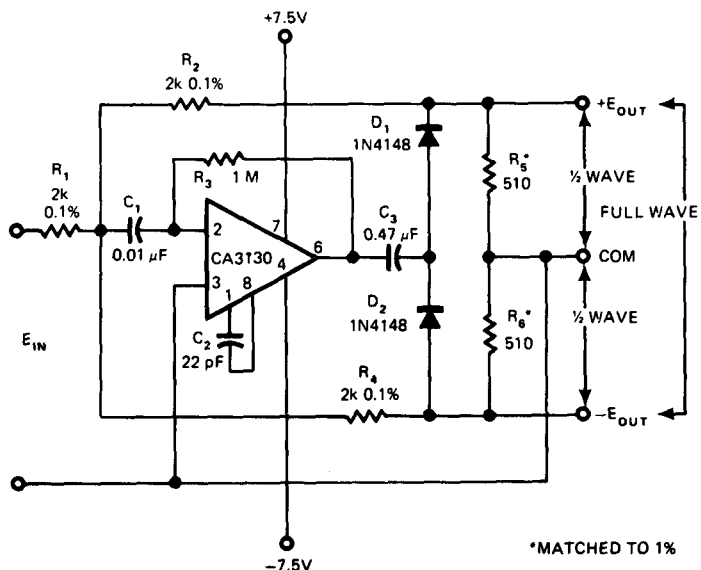 +7.5V
R2
2k 0.1%
+EOUT
D1
1N4148
R1
2k
0.1%
C1
0.01 µF
R3
1 M
R5*
510
½ WAVE
FULL WAVE
C3
0.47 µF
2
7
6
CA3130
4
3
1
8
COM
D2
1N4148
R6*
510
½ WAVE
EIN
C2
22 pF
R4
2k 0.1%
−EOUT
−7.5V
*MATCHED TO 1%